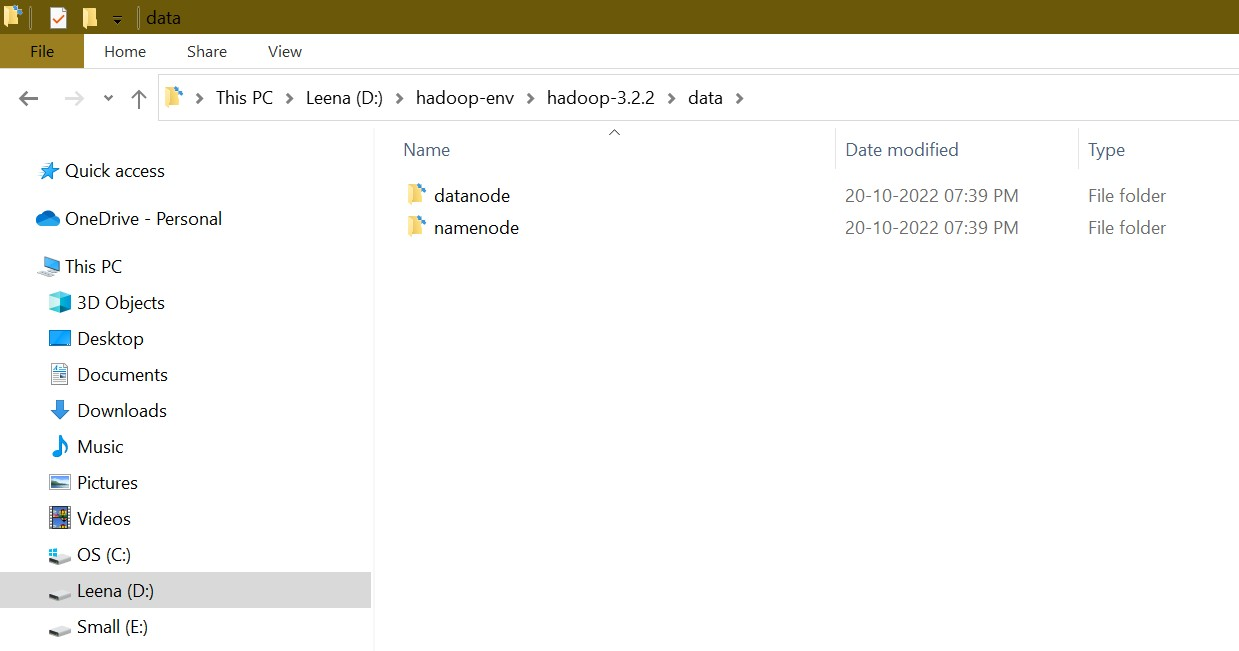 data
File Home Share View
This PC Leena (D:) hadoop-env hadoop-3.2.2 data
Name Date modified Type
datanode 20-10-2022 07:39 PM File folder
namenode 20-10-2022 07:39 PM File folder
Quick access
OneDrive - Personal
This PC
3D Objects
Desktop
Documents
Downloads
Music
Pictures
Videos
OS (C:)
Leena (D:)
Small (E:)